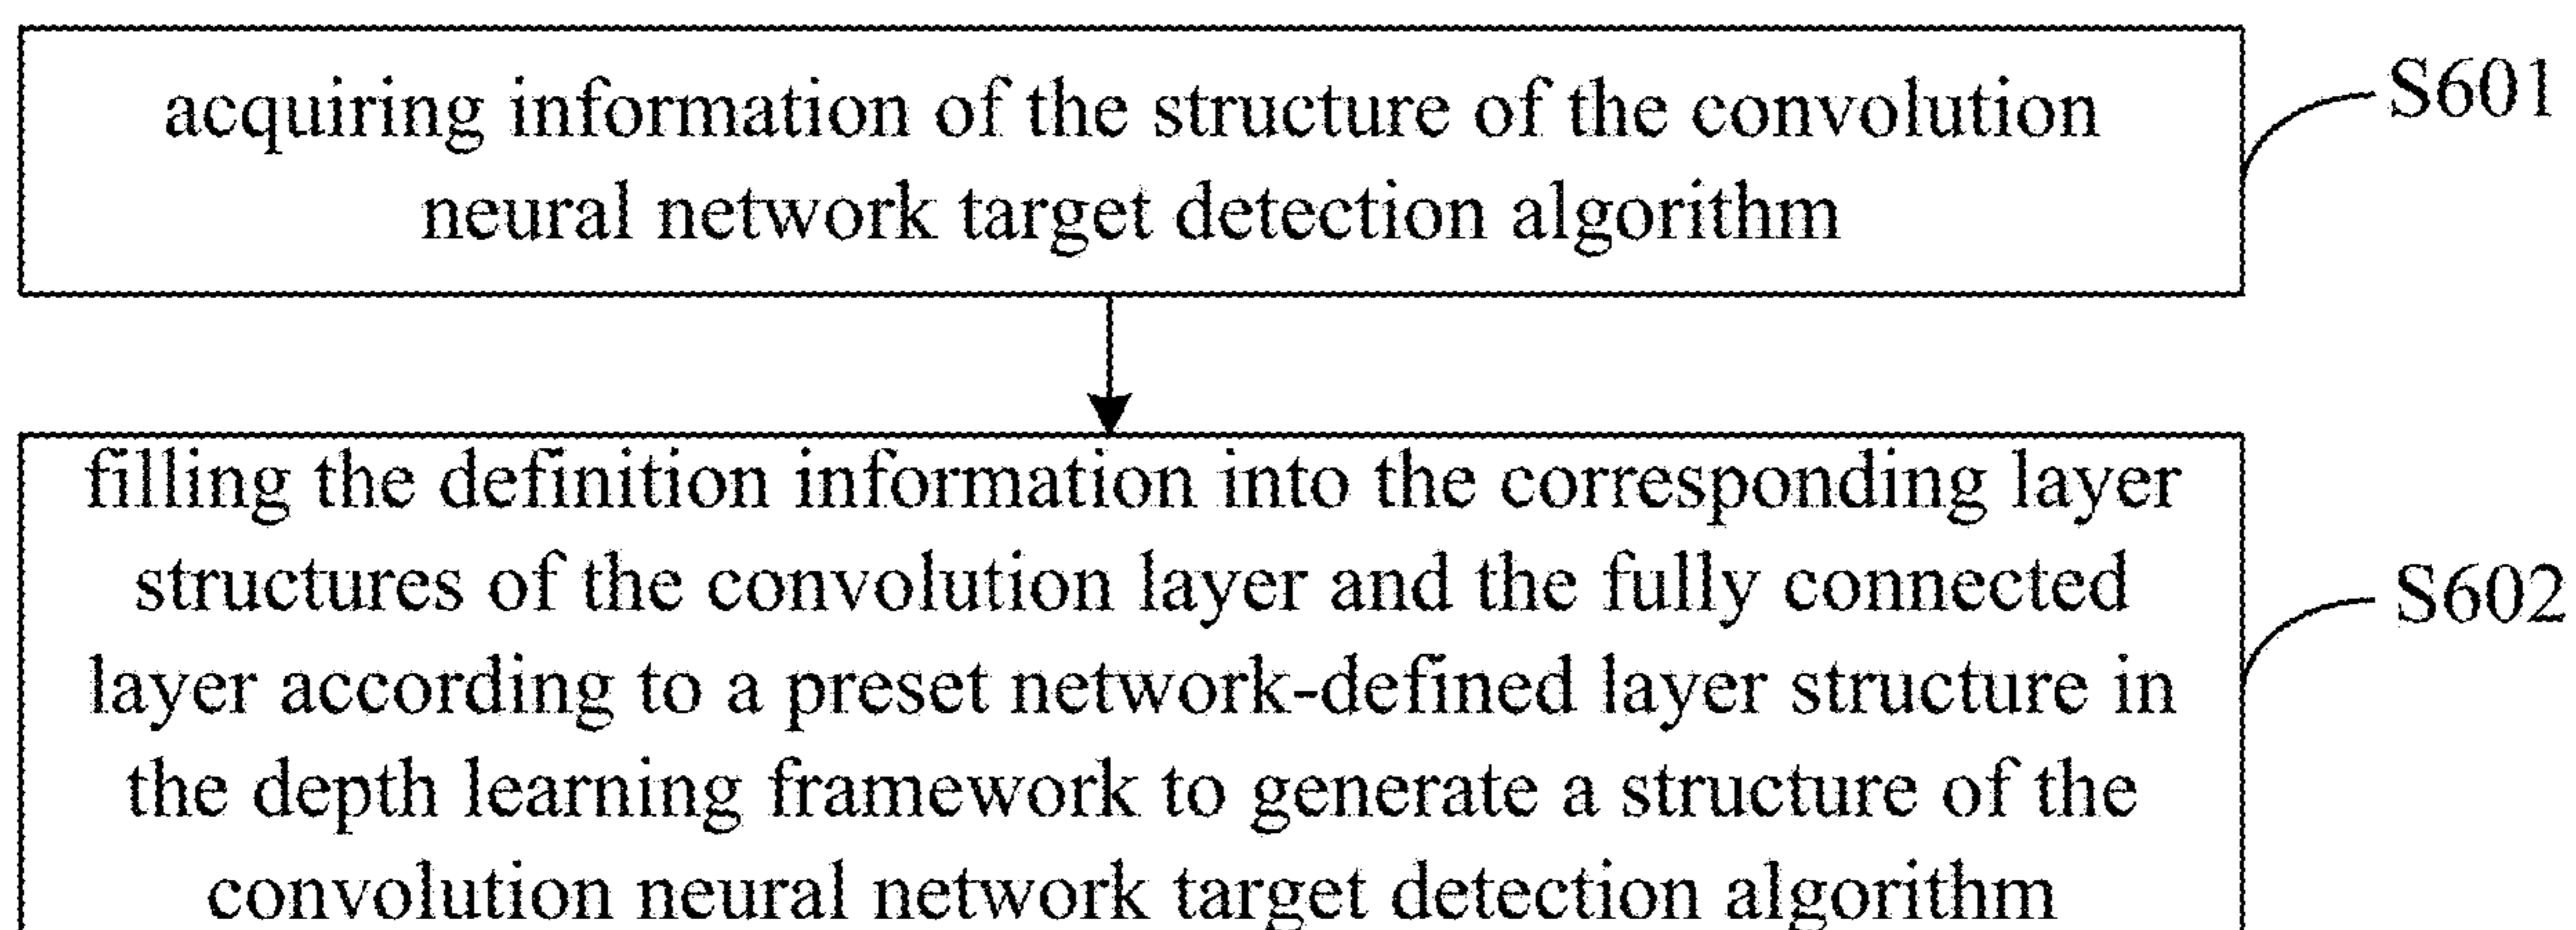 acquiring information of the structure of the convolution
neural network target detection algorithm
S601
filling the definition information into the corresponding layer
structures of the convolution layer and the fully connected
layer according to a preset network-defined layer structure in
the depth learning framework to generate a structure of the
convolution neural network target detection algorithm
S602